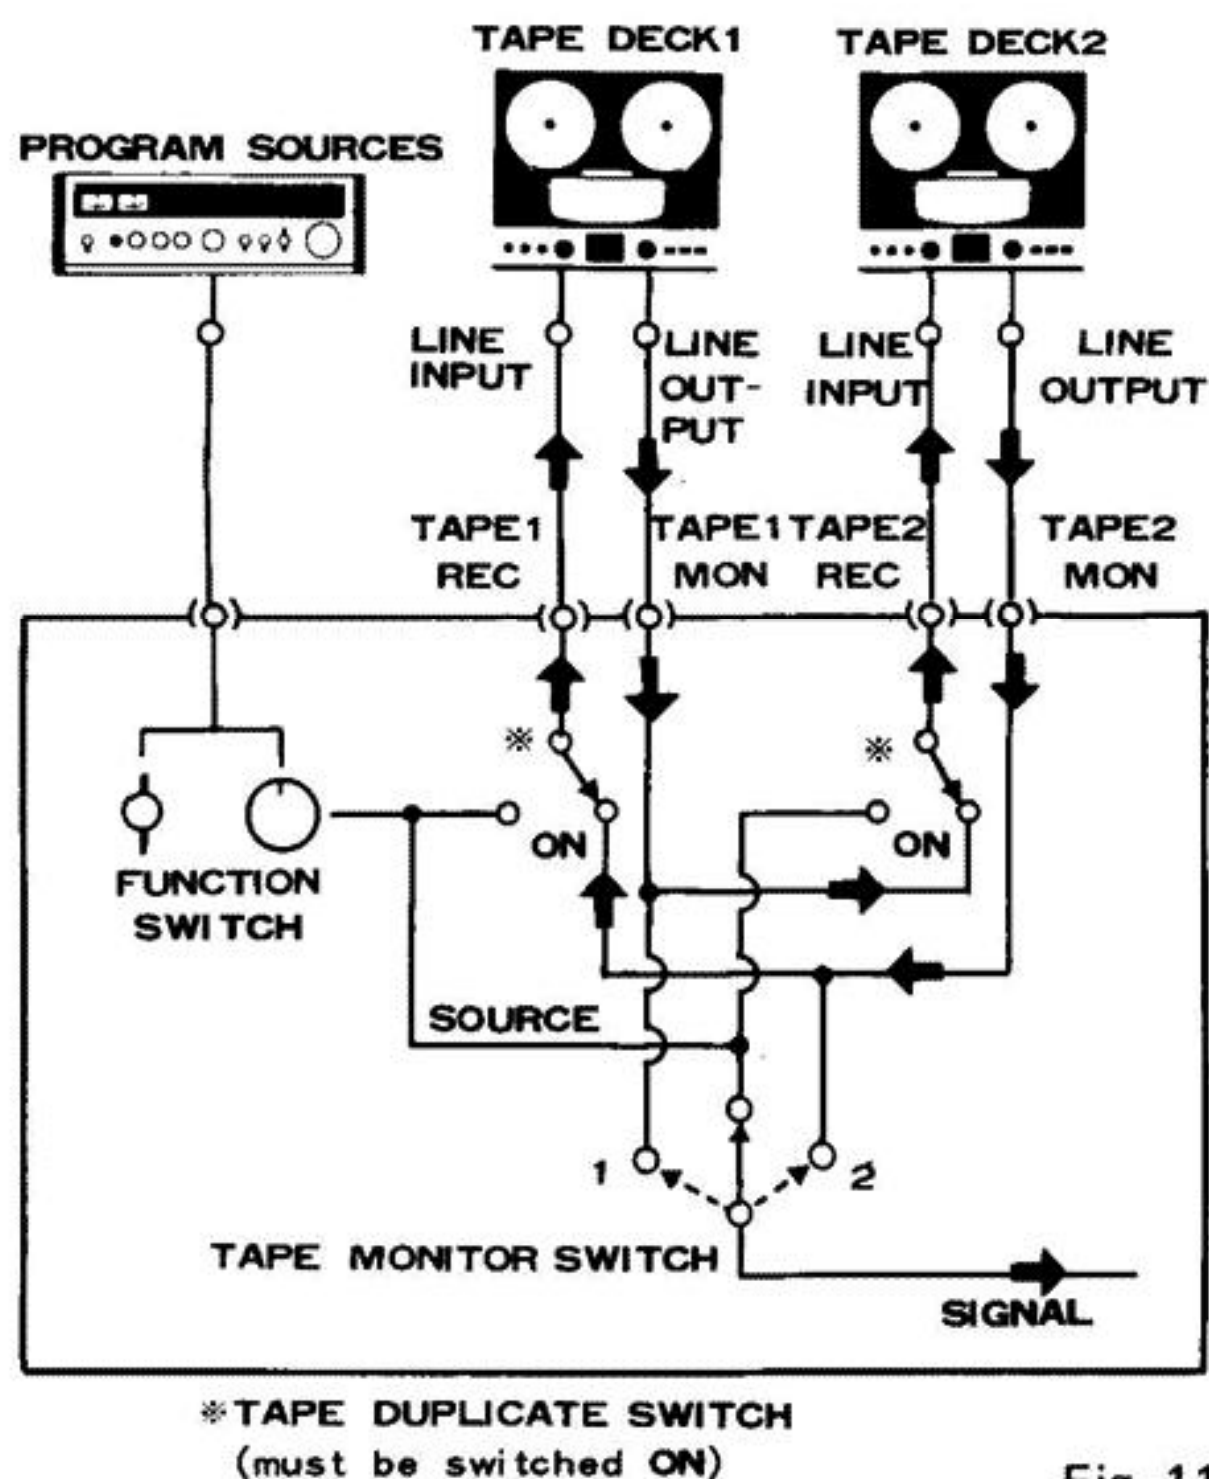 TAPE DECK1
TAPE DECK2
PROGRAM SOURCES
LINE INPUT
LINE OUT-PUT
LINE INPUT
LINE OUTPUT
TAPE1 REC
TAPE1 MON
TAPE2 REC
TAPE2 MON
※
※
ON
ON
FUNCTION
SWITCH
SOURCE
1
2
TAPE MONITOR SWITCH
SIGNAL
※TAPE DUPLICATE SWITCH
(must be switched ON)
Fig. 11